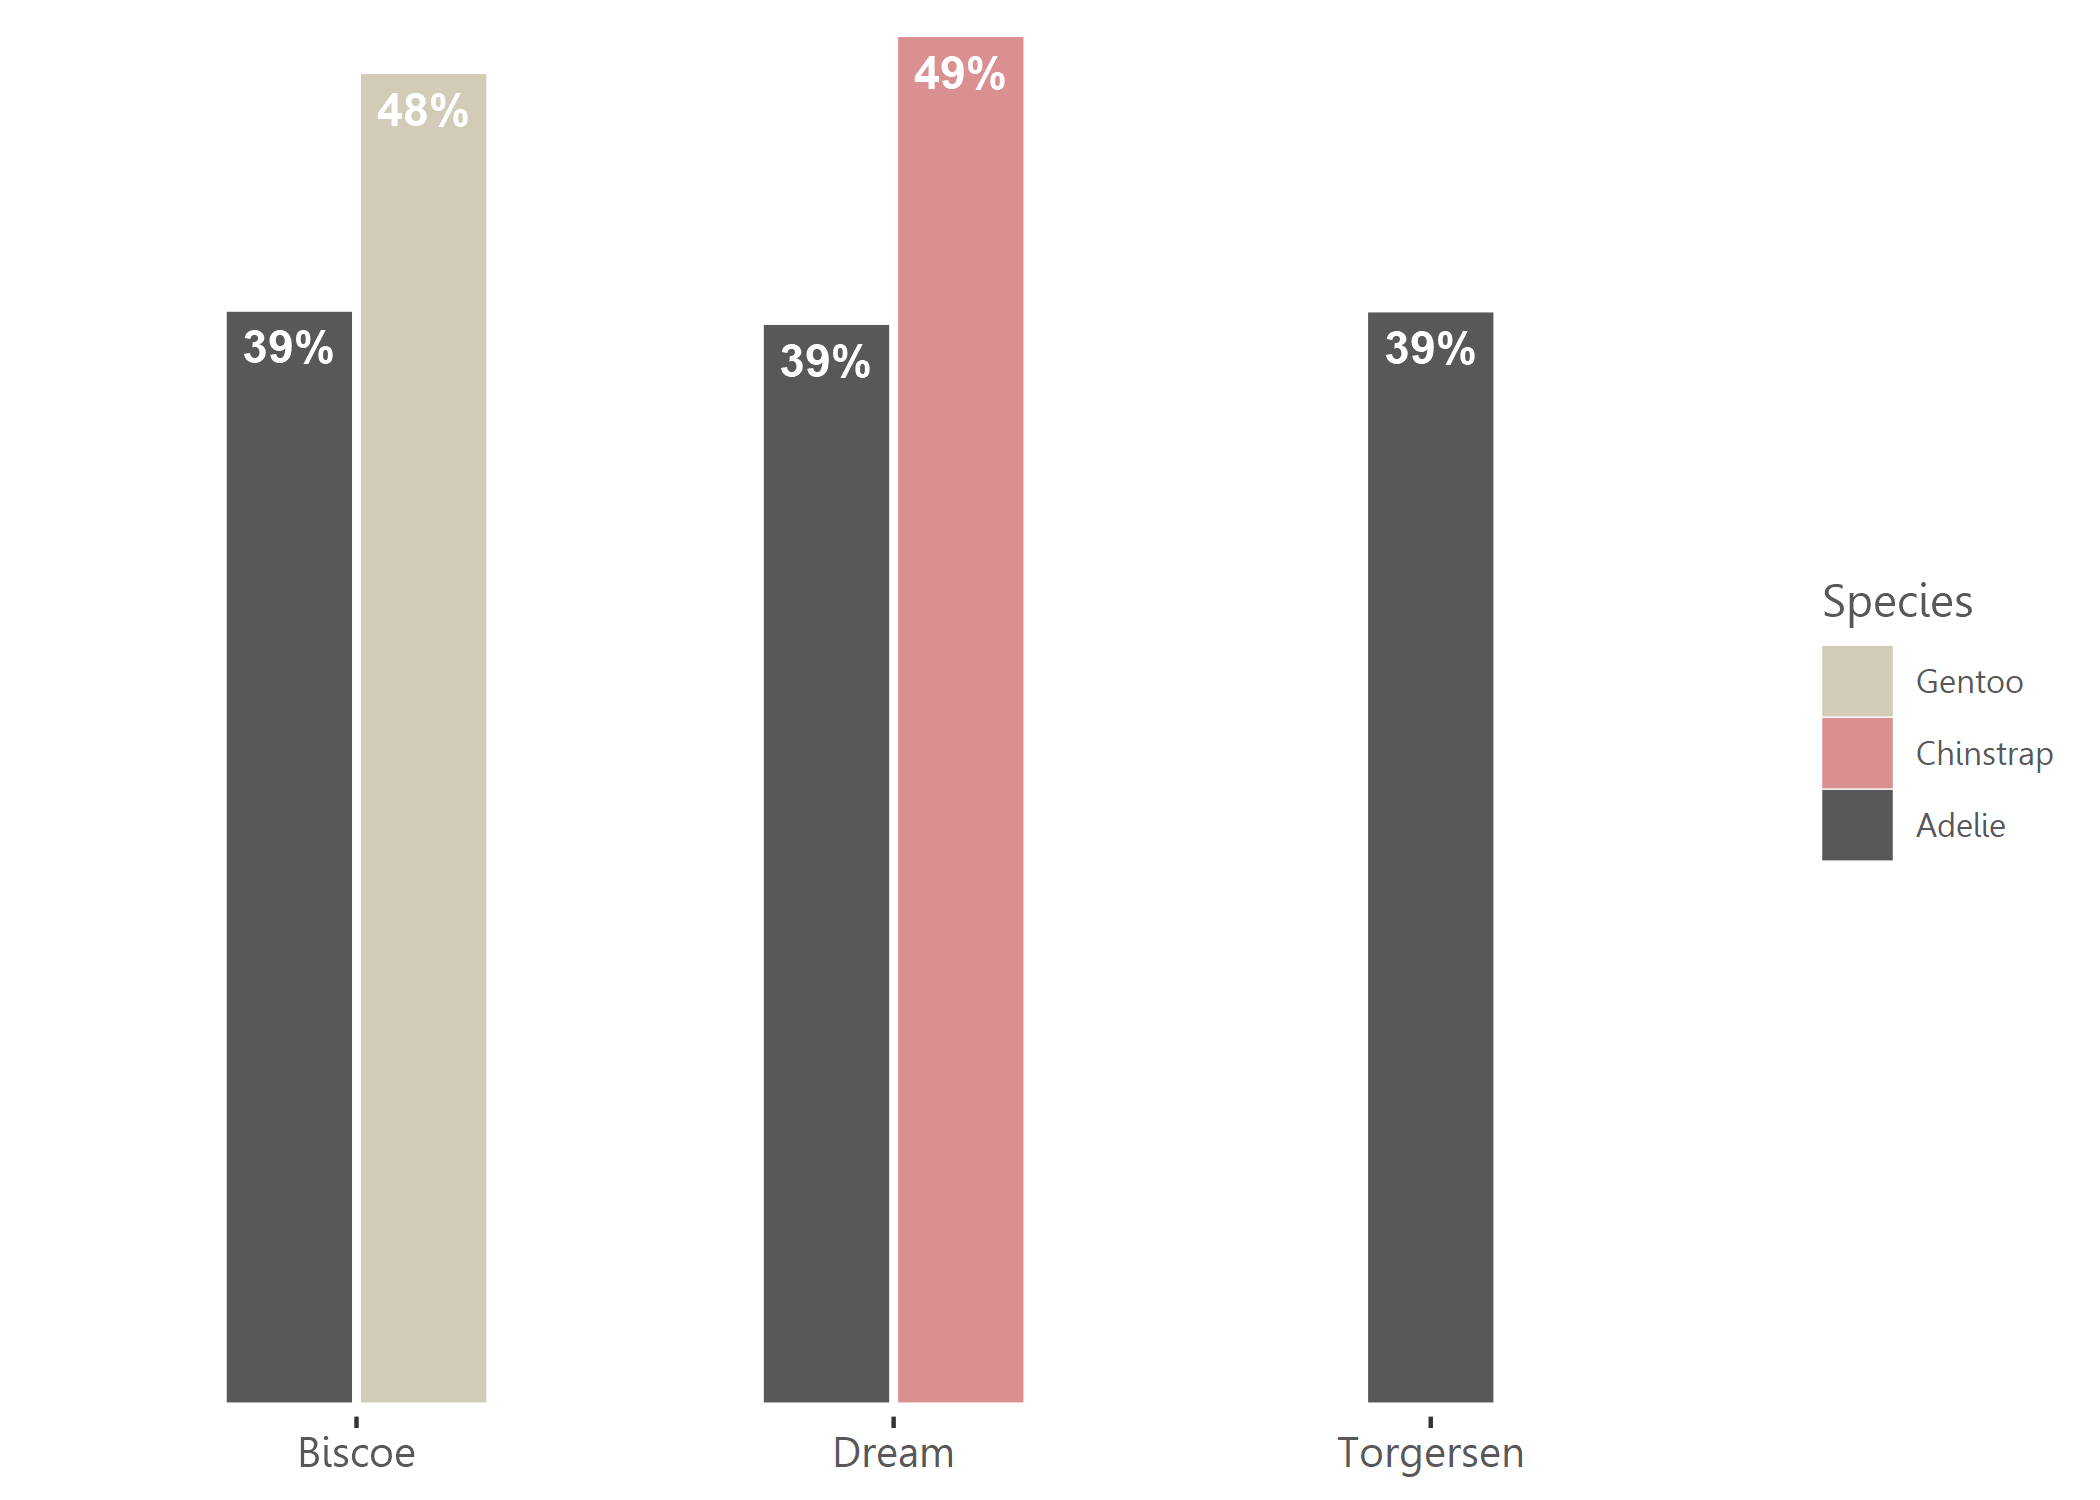 49%
48%
39%
39%
39%
Species
Gentoo
Chinstrap
Adelie
Biscoe
Dream
Torgersen